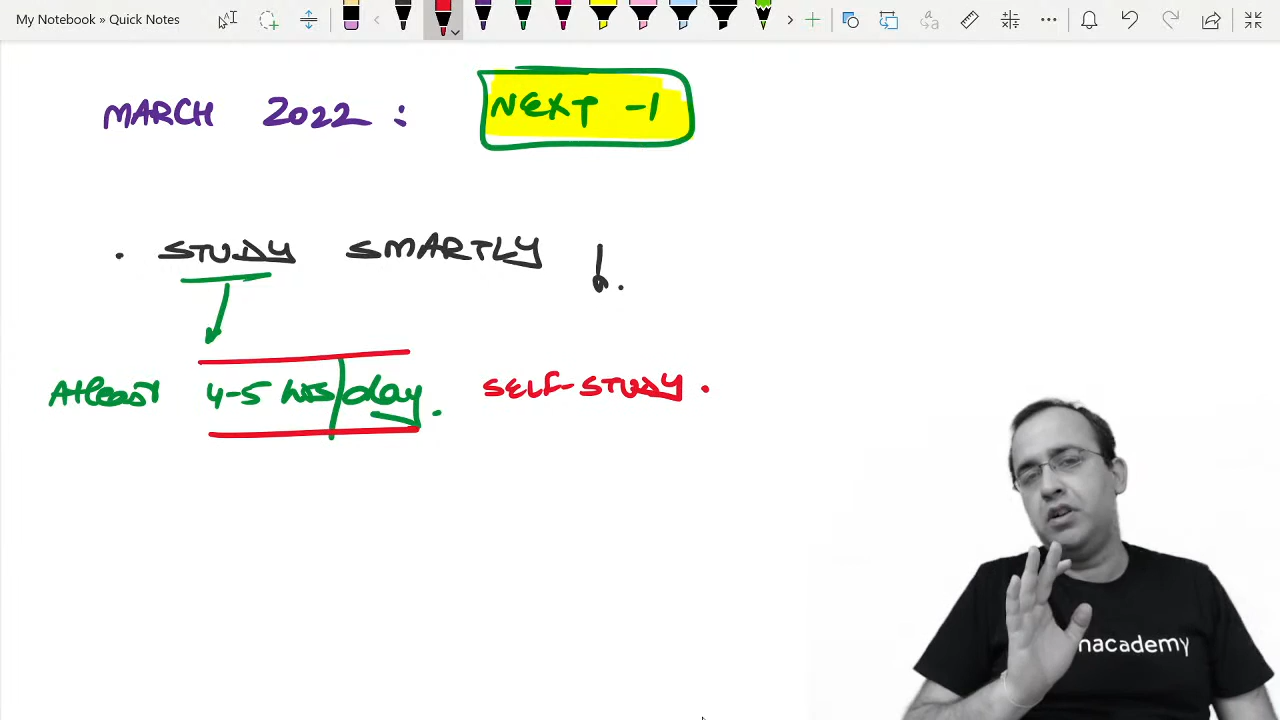 My Notebook » Quick Notes
MARCH 2022 : NEXT -1
. STUDY SMARTLY !.
Atleast 4-5 hrs/day. SELF-STUDY.
nacademy